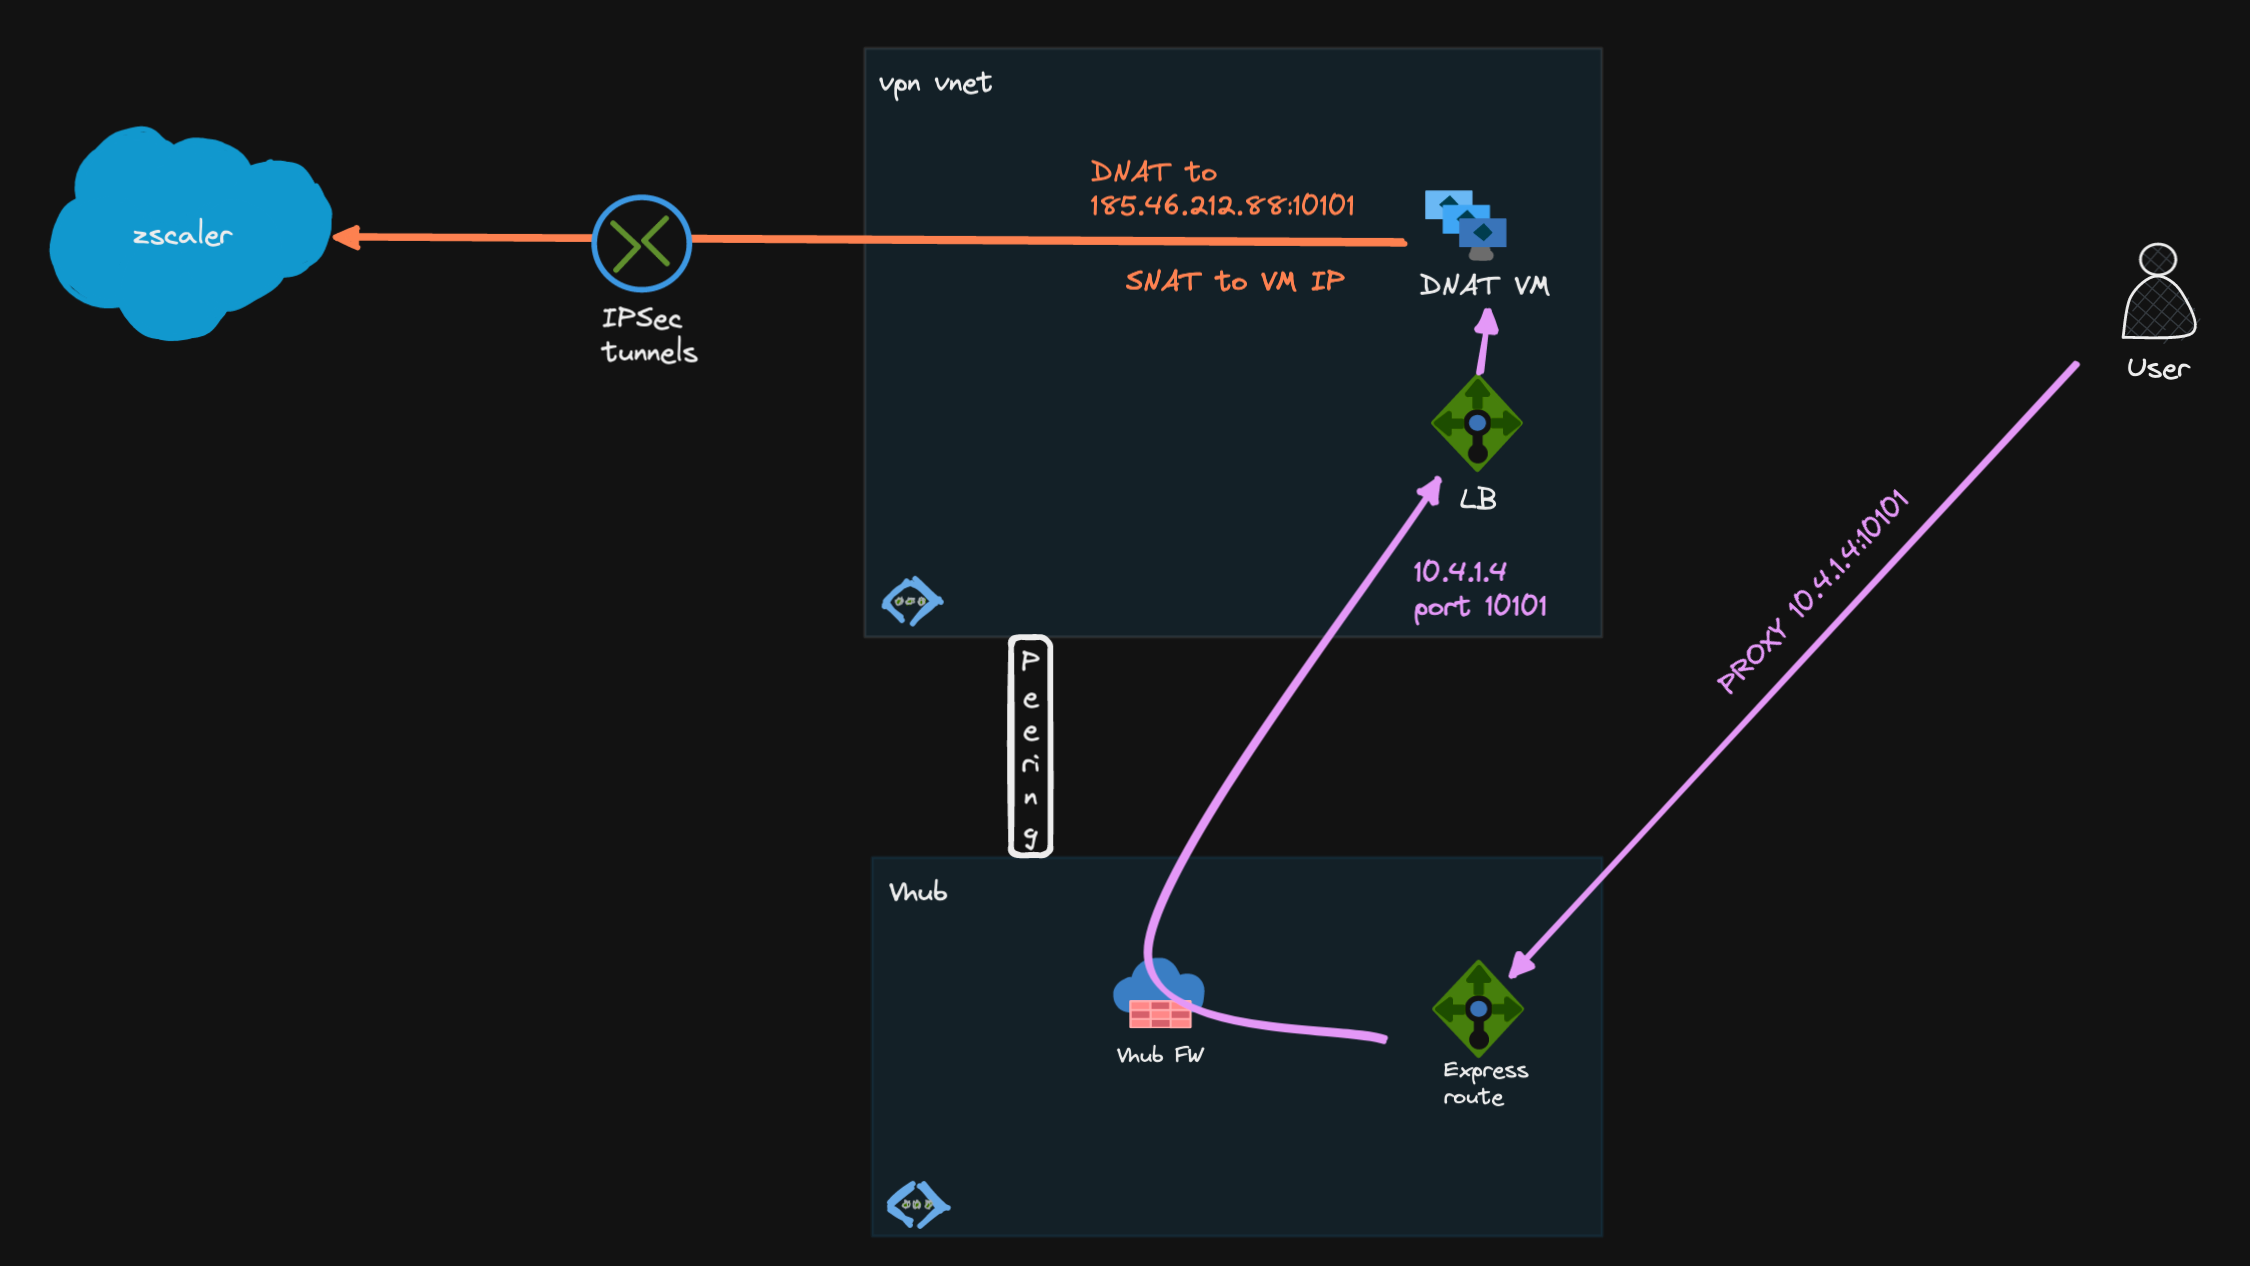 vpn vnet
DNAT to
185.46.212.88:10101
zscaler
SNAT to VM IP
DNAT VM
IPSec
tunnels
User
LB
10.4.1.4
port 10101
PROXY 10.4.1.4:10101
Peering
Vhub
Vhub FW
Express
route